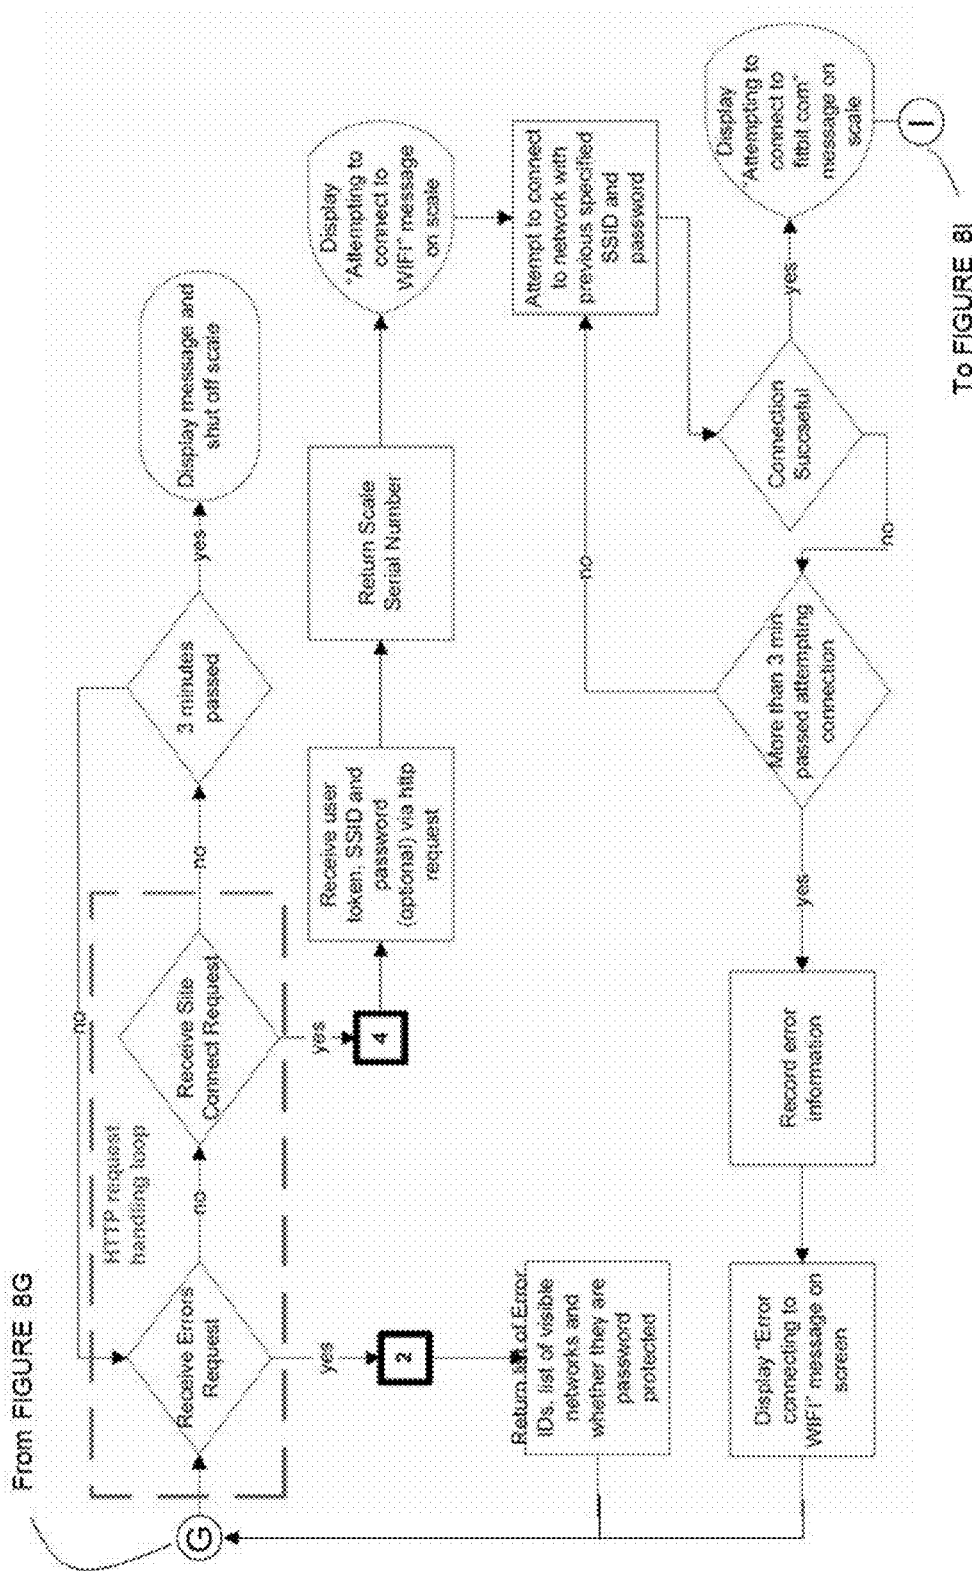 From FIGURE 8G
G
HTTP request
handling loop
Receive Errors
Request
no
Receive Site
Connect Request
no
3 minutes
passed
no
yes
Display message and
shut off scale
yes
2
Return list of Error
IDs, list of visible
networks and
whether they are
password
protected
yes
4
Receive user
token, SSID and
password
(optional) via http
request
Return Scale
Serial Number
Display
"Attempting to
connect to
WIFI" message
on scale
Attempt to connect
to network with
previous specified
SSID and
password
Connection
Succseful
yes
Display
"Attempting to
connect to
fitbit com"
message on
scale
I
To FIGURE 8I
no
More than 3 min
passed attempting
connection
no
yes
Record error
information
Display "Error
connecting to
WIFI" message on
screen